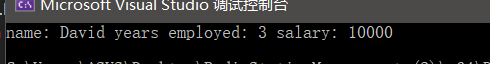 Microsoft Visual Studio 调试控制台
name: David years employed: 3 salary: 10000